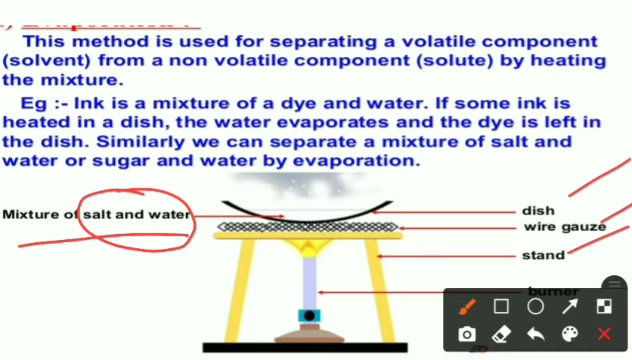 This method is used for separating a volatile component
(solvent) from a non volatile component (solute) by heating
the mixture.
Eg :- Ink is a mixture of a dye and water. If some ink is
heated in a dish, the water evaporates and the dye is left in
the dish. Similarly we can separate a mixture of salt and
water or sugar and water by evaporation.
Mixture of salt and water
dish
wire gauze
stand
burner